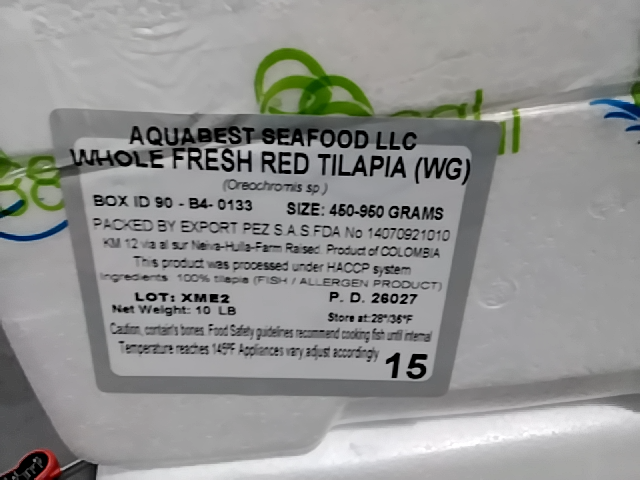 AQUABEST SEAFOOD LLC
WHOLE FRESH RED TILAPIA (WG)
(Oreochromis sp.)
BOX ID 90 - B4- 0133 SIZE: 450-950 GRAMS
PACKED BY EXPORT PEZ S.A.S FDA No 14070921010
KM 12 via al sur Neiva-Huila-Farm Raised. Product of COLOMBIA
This product was processed under HACCP system
Ingredients: 100% tilapia (FISH / ALLERGEN PRODUCT)
LOT: XME2 P. D. 26027
Net Weight: 10 LB Store at:28°/36°F
Caution, contain's bones. Food Safety guidelines recommend cooking fish until internal
Temperature reaches 145ºF Appliances vary, adjust accordingly
15